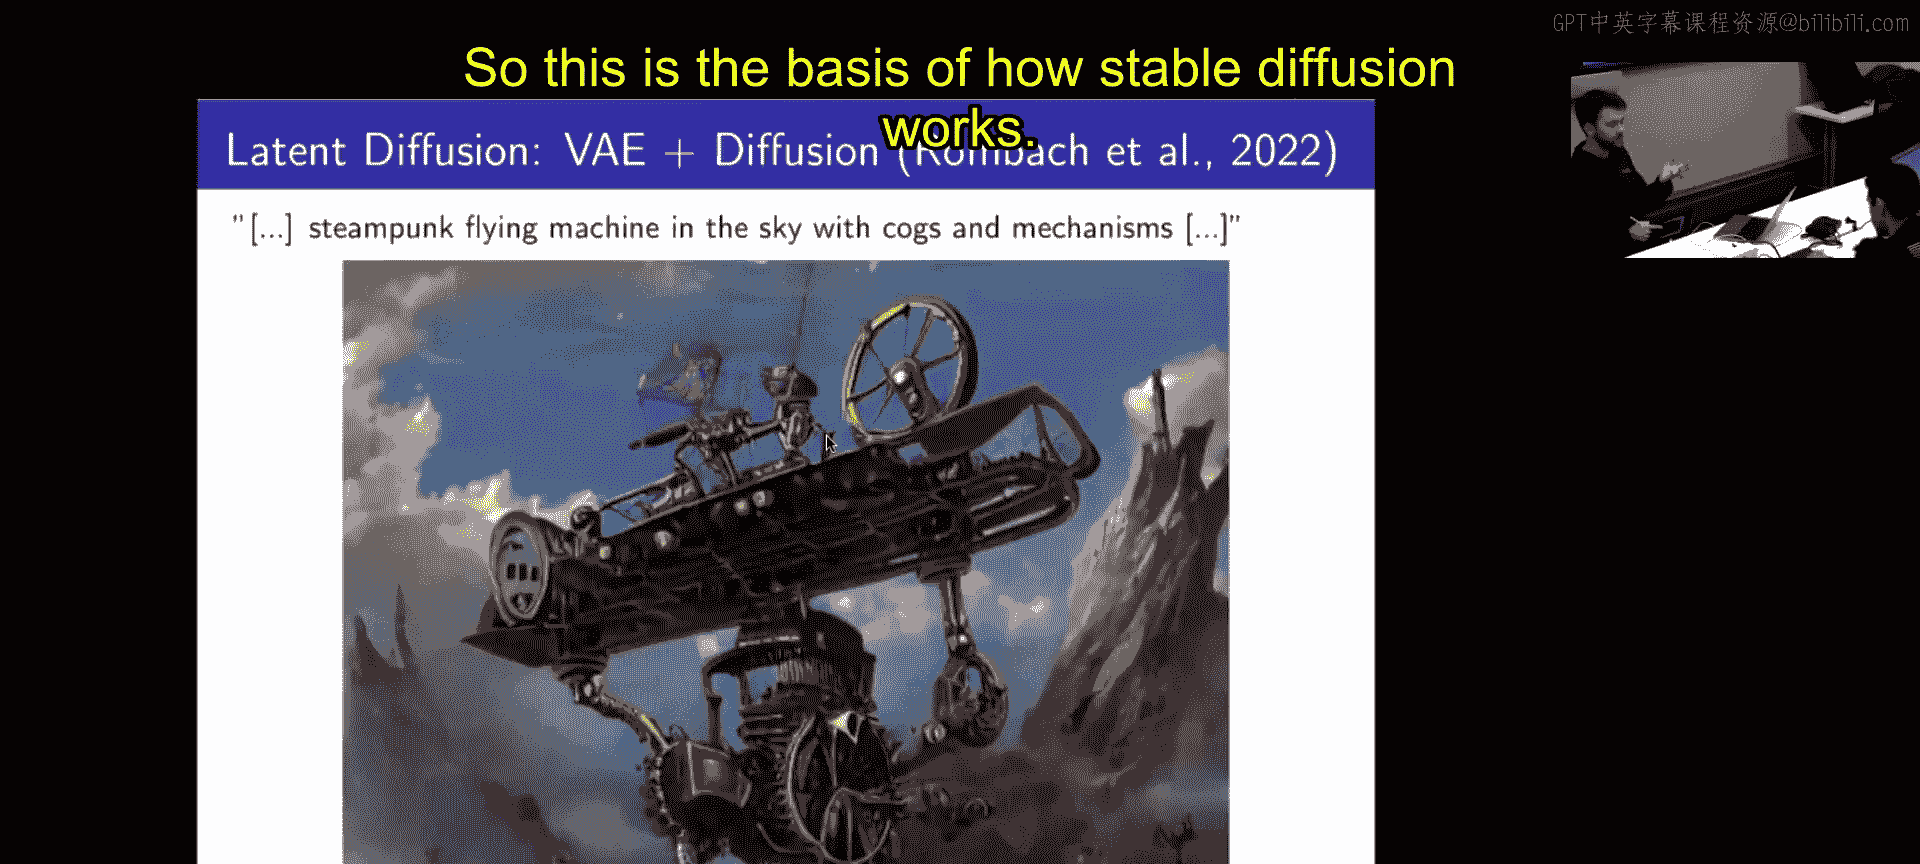 GPT中英字幕课程资源@bilibili.com
So this is the basis of how stable diffusion
works.
Latent Diffusion: VAE + Diffusion (Rombach et al., 2022)
"[...] steampunk flying machine in the sky with cogs and mechanisms [...]"